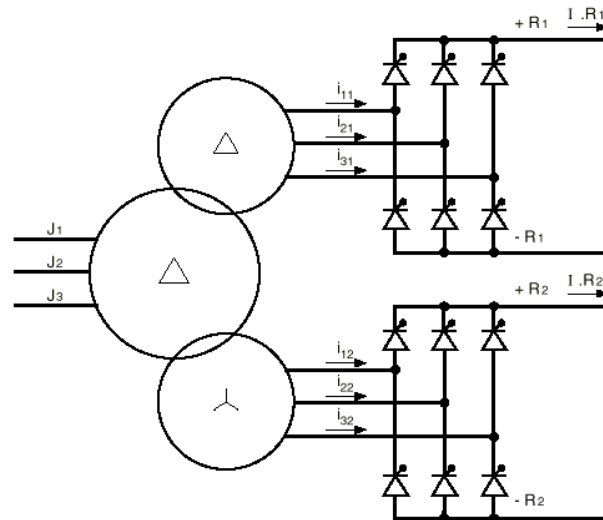 + R1 I .R1
i11
i21
i31
- R1
J1
J2
J3
+ R2 I .R2
i12
i22
i32
- R2